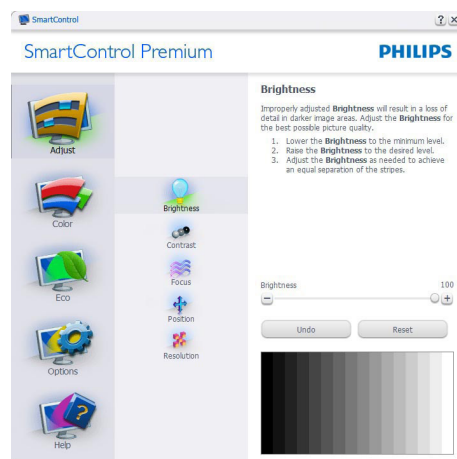 SmartControl
? ×
SmartControl Premium
PHILIPS
Adjust
Color
Eco
Options
Help
Brightness
Contrast
Focus
Position
Resolution
Brightness
Improperly adjusted Brightness will result in a loss of
detail in darker image areas. Adjust the Brightness for
the best possible picture quality.
1. Lower the Brightness to the minimum level.
2. Raise the Brightness to the desired level.
3. Adjust the Brightness as needed to achieve
an equal separation of the stripes.
Brightness 100
Undo Reset